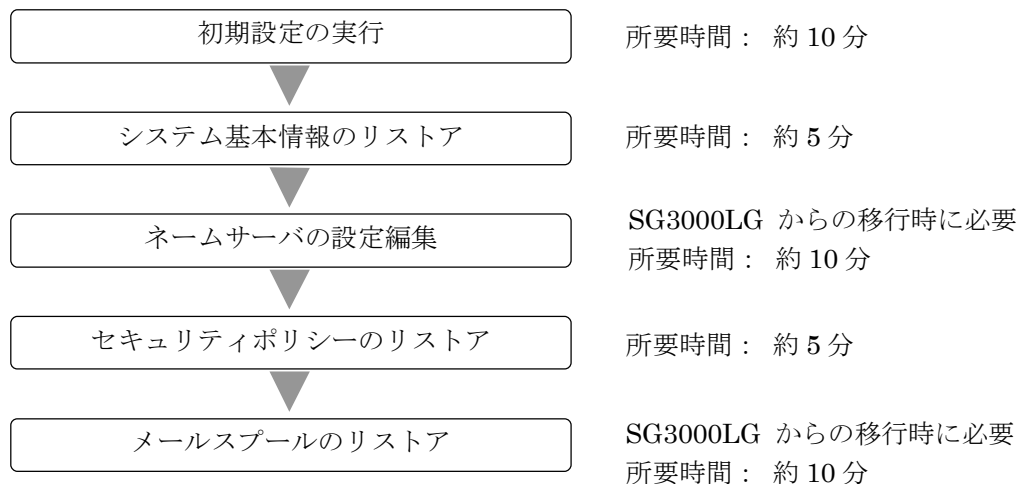 初期設定の実行
所要時間： 約 10 分
システム基本情報のリストア
所要時間： 約 5 分
ネームサーバの設定編集
SG3000LG からの移行時に必要
所要時間： 約 10 分
セキュリティポリシーのリストア
所要時間： 約 5 分
メールスプールのリストア
SG3000LG からの移行時に必要
所要時間： 約 10 分